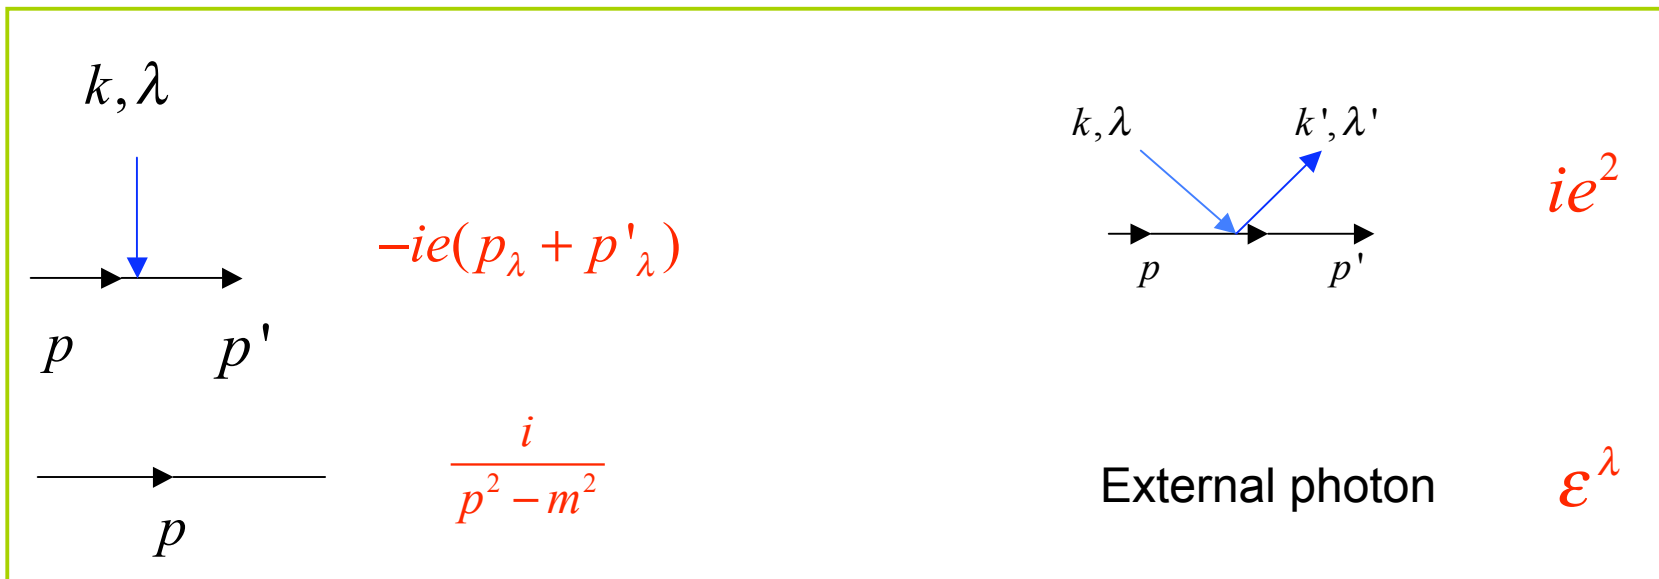 k, λ
p p'
−ie(p_λ + p'_λ)
k, λ k', λ'
p p'
ie²
p
i / (p² − m²)
External photon ε^λ